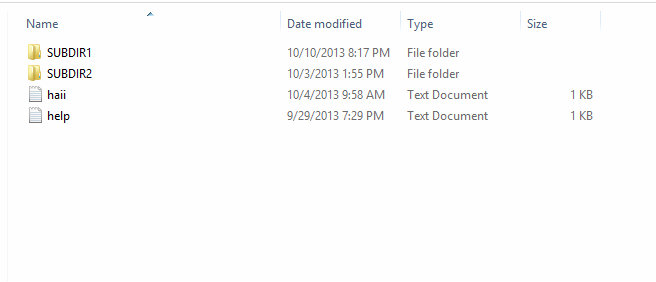 Name Date modified Type Size
SUBDIR1 10/10/2013 8:17 PM File folder
SUBDIR2 10/3/2013 1:55 PM File folder
haii 10/4/2013 9:58 AM Text Document 1 KB
help 9/29/2013 7:29 PM Text Document 1 KB